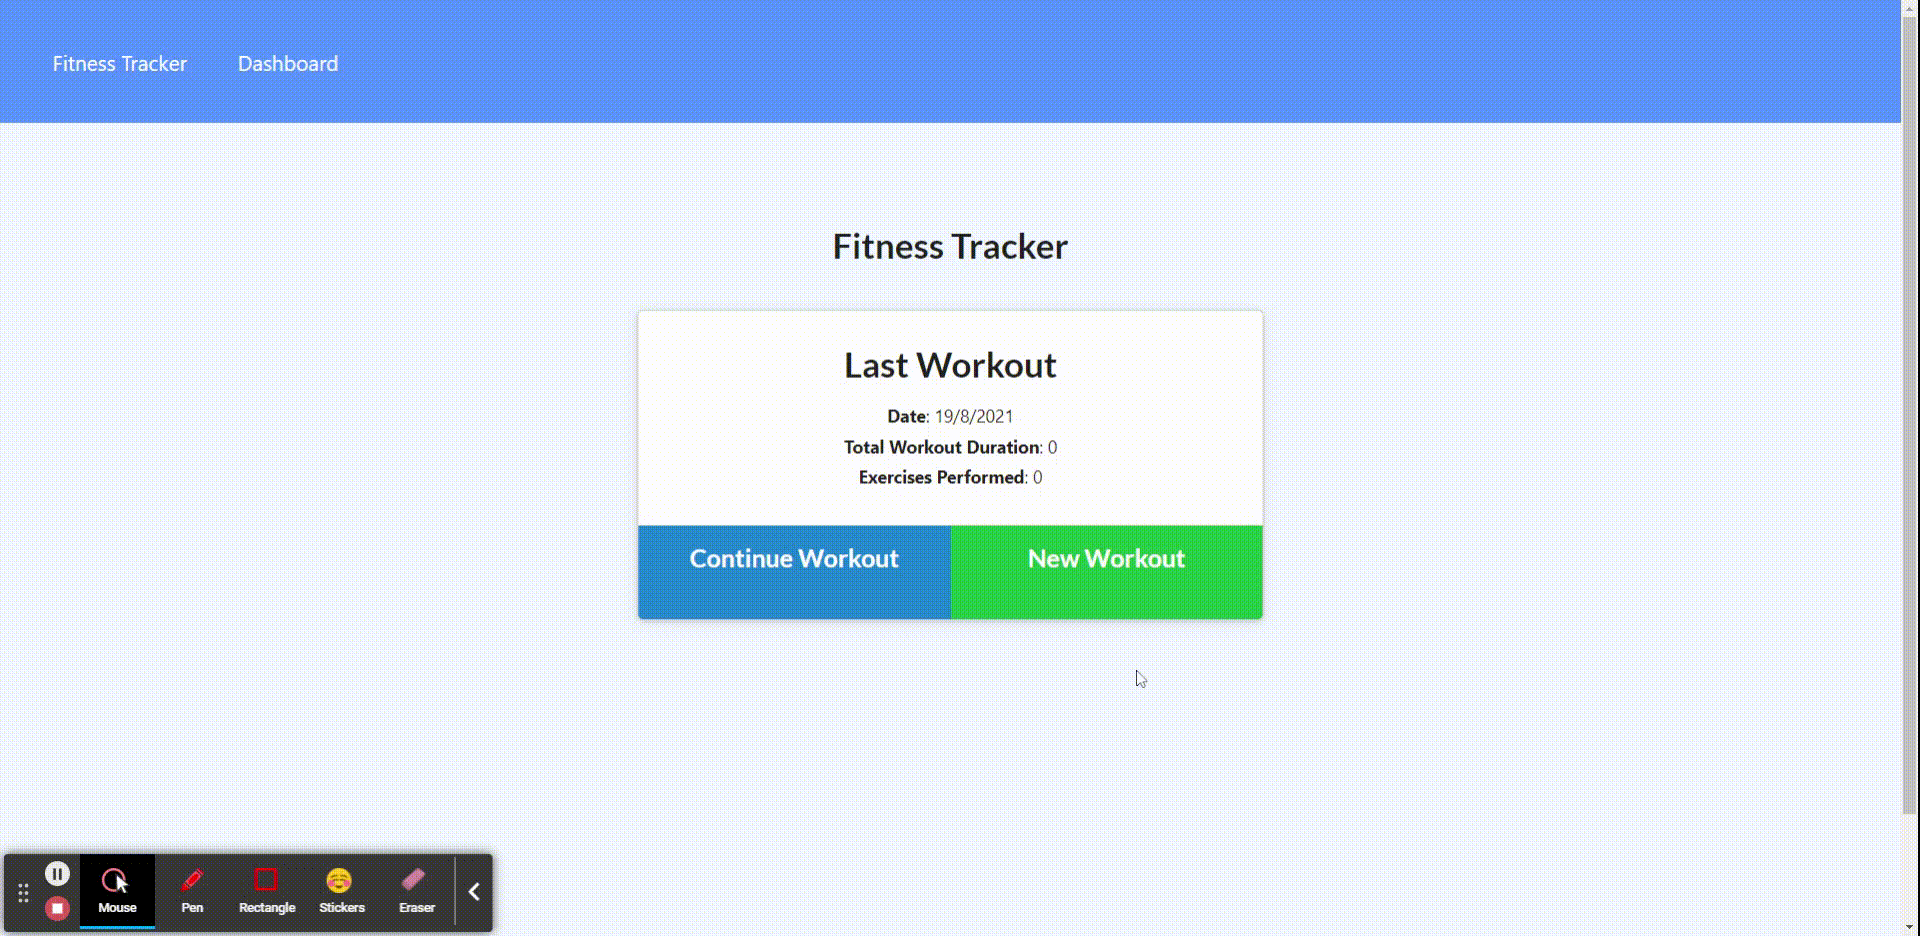 Fitness Tracker Dashboard
Fitness Tracker
Last Workout
Date: 19/8/2021
Total Workout Duration: 0
Exercises Performed: 0
Continue Workout New Workout
Mouse Pen Rectangle Stickers Eraser